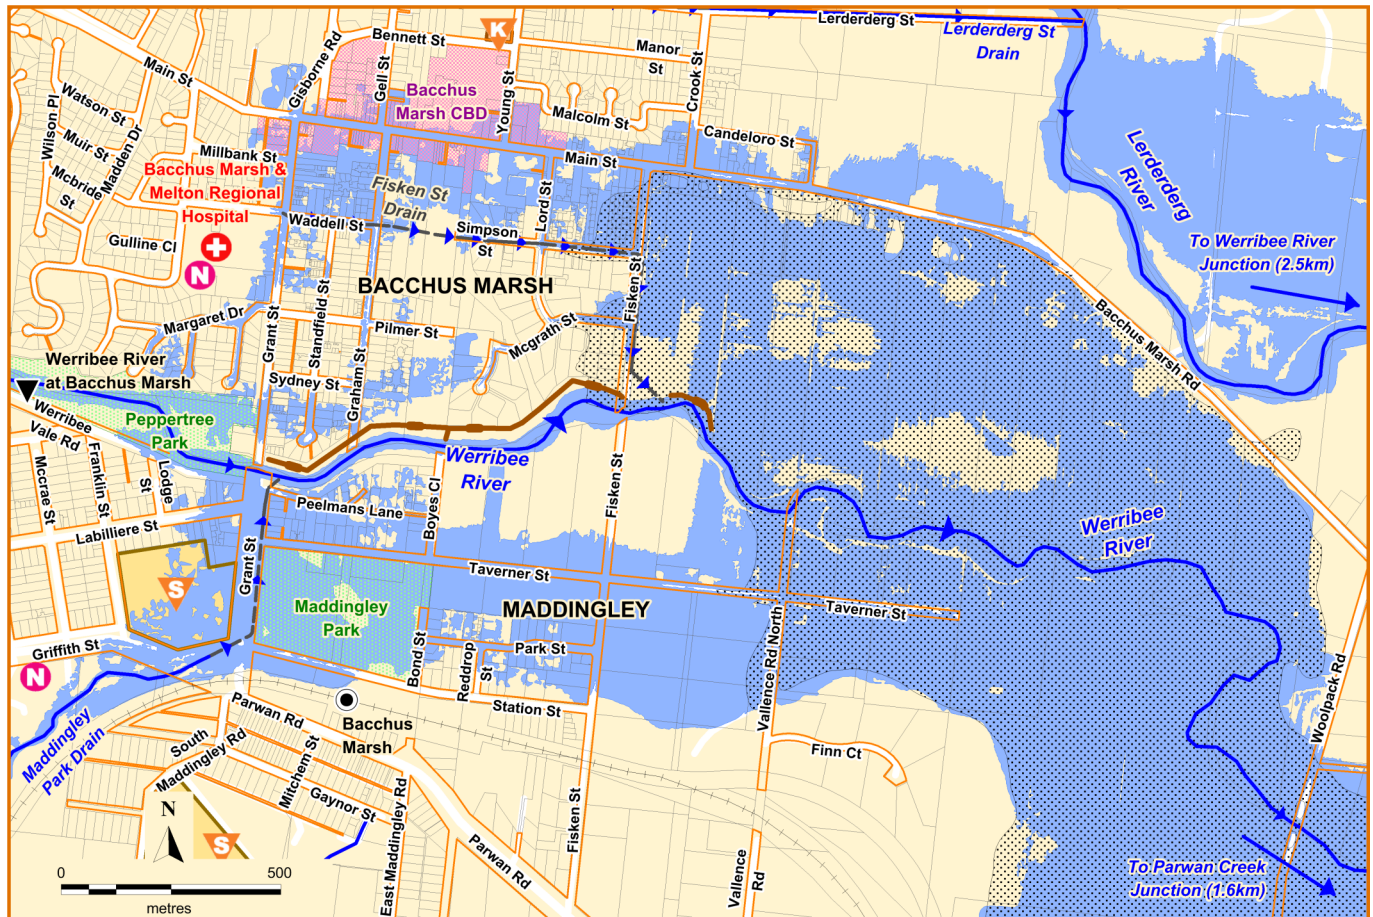 Lerderderg St
Lerderderg St
Drain
K
Bennett St
Manor
St
Gisborne Rd
Gell St
Main St
Crook St
Young St
Bacchus
Marsh CBD
Malcolm St
Watson St
Wilson Pl
Muir St
Madden Dr
Mcbride
St
Millbank St
Main St
Candeloro St
Lerderderg
River
Bacchus Marsh &
Melton Regional
Hospital
Fisken St
Drain
Lord St
Waddell St
Simpson
St
Gulline Cl
N
To Werribee River
Junction (2.5km)
BACCHUS MARSH
Fisken St
Margaret Dr
Grant St
Standfield St
Pilmer St
Mcgrath St
Bacchus Marsh Rd
Werribee River
at Bacchus Marsh
Sydney St
Graham St
Werribee
Vale Rd
Peppertree
Park
Mccrae St
Franklin St
Lodge
St
Werribee
River
Fisken St
Boyes Cl
Peelmans Lane
Labilliere St
Werribee
River
Grant St
Taverner St
S
Maddingley
Park
MADDINGLEY
Taverner St
Griffith St
N
Bond St
Reddrop
St
Park St
Vallence Rd North
Woolpack Rd
Station St
Parwan Rd
Bacchus
Marsh
Maddingley
Park Drain
South
Maddingley Rd
Mitchem St
Finn Ct
Gaynor St
East Maddingley Rd
Fisken St
N
S
Parwan Rd
Vallence
Rd
To Parwan Creek
Junction (1.6km)
0 500
metres